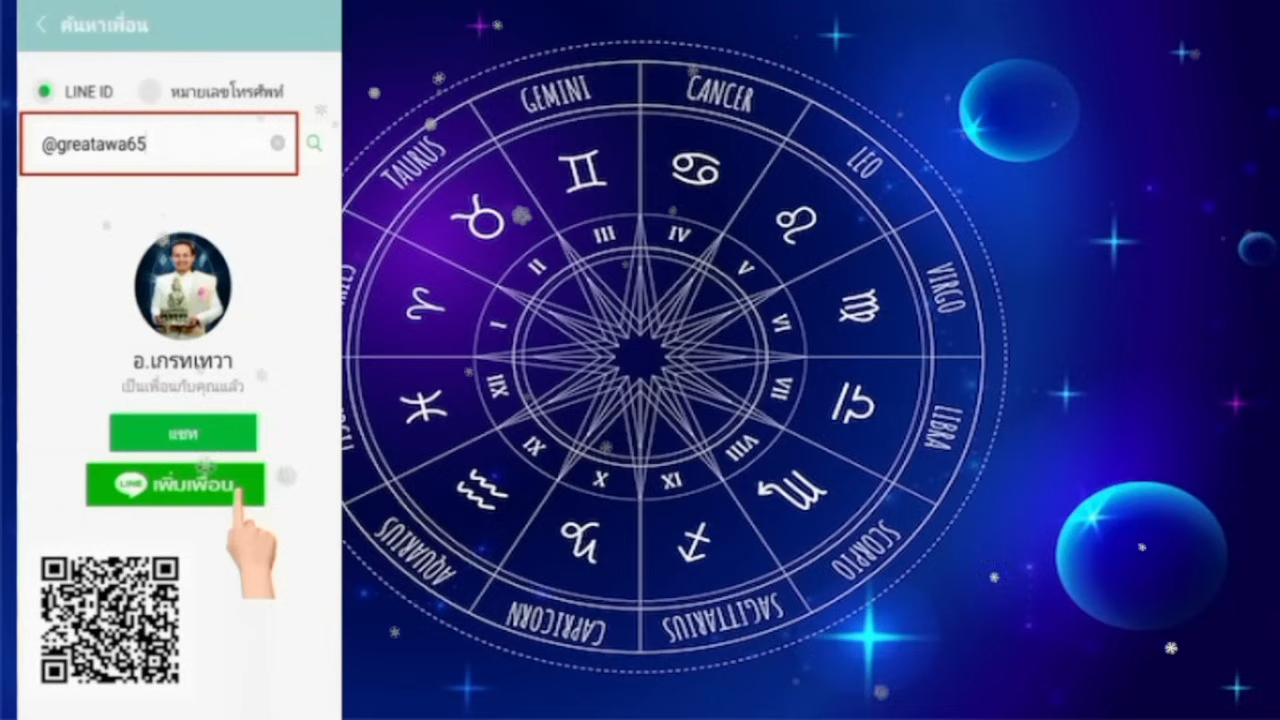 ค้นหาเพื่อน
LINE ID
หมายเลขโทรศัพท์
@greatawa65
อ.เกรทเทวา
เป็นเพื่อนกับคุณแล้ว
แชท
LINE เพิ่มเพื่อน
GEMINI
CANCER
TAURUS
LEO
VIRGO
LIBRA
SCORPIO
SAGITTARIUS
CAPRICORN
AQUARIUS
III
IV
II
V
I
VI
XII
VII
IX
VIII
X
XI